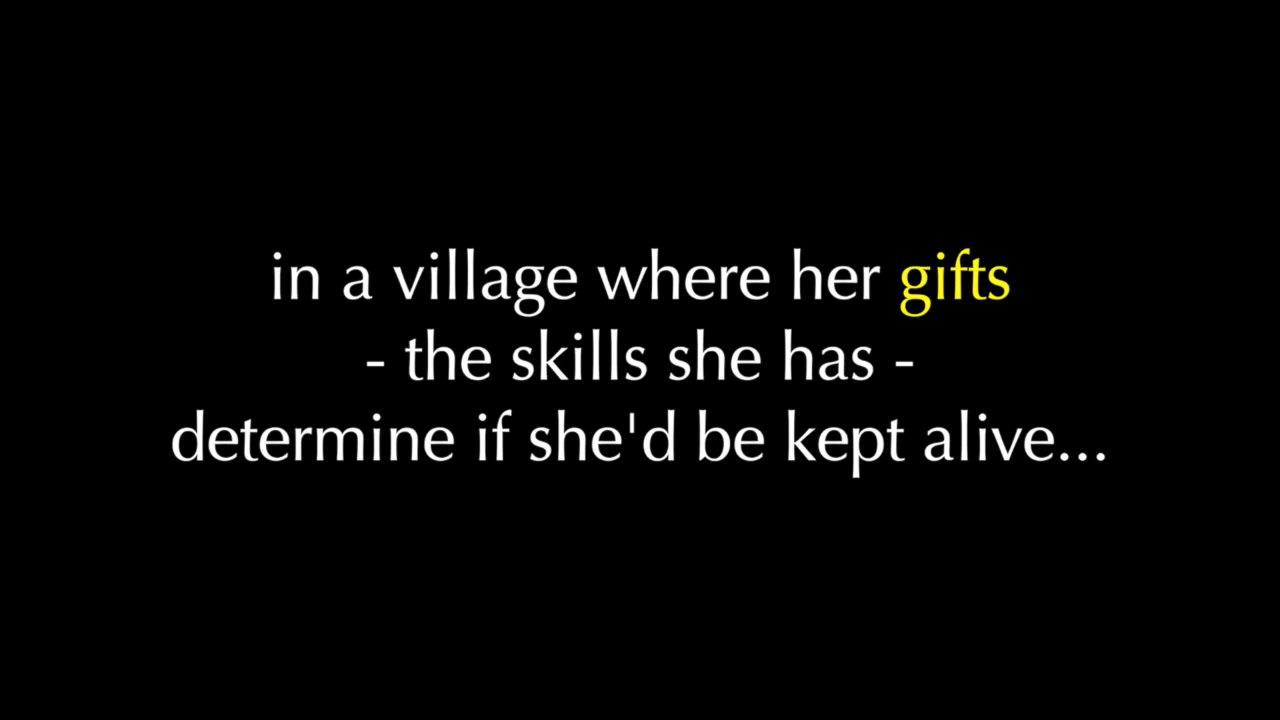 in a village where her gifts
- the skills she has -
determine if she'd be kept alive...